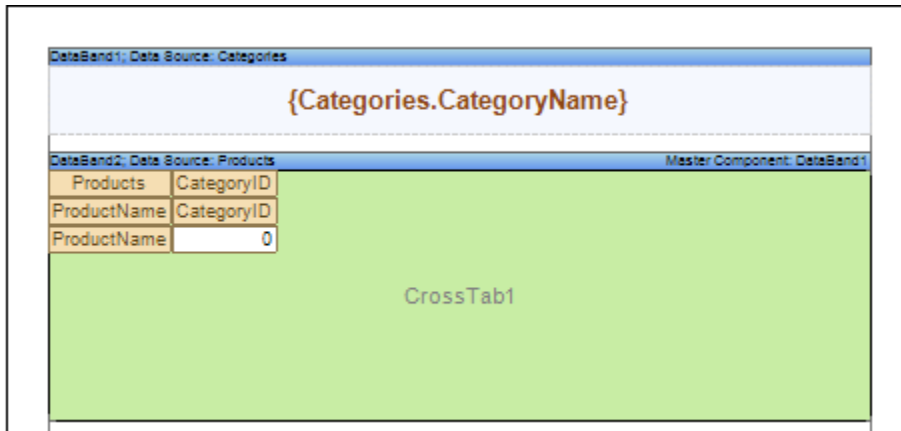 DataBand1; Data Source: Categories
{Categories.CategoryName}
DataBand2; Data Source: Products Master Component: DataBand1
Products CategoryID
ProductName CategoryID
ProductName 0
CrossTab1